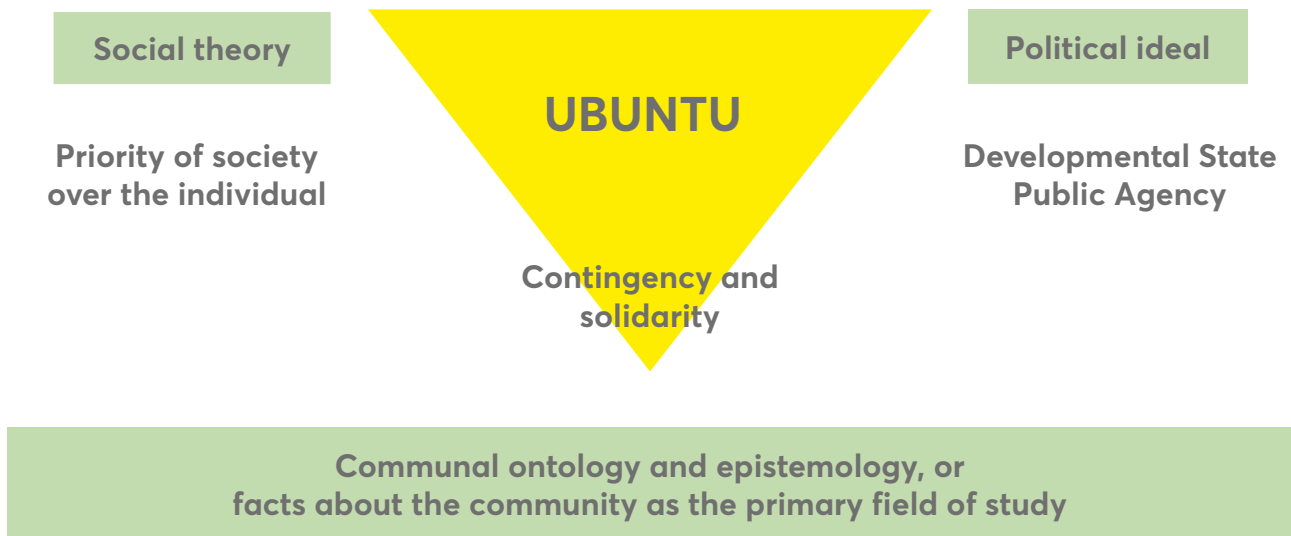 Social theory
Priority of society
over the individual
UBUNTU
Contingency and
solidarity
Political ideal
Developmental State
Public Agency
Communal ontology and epistemology, or
facts about the community as the primary field of study